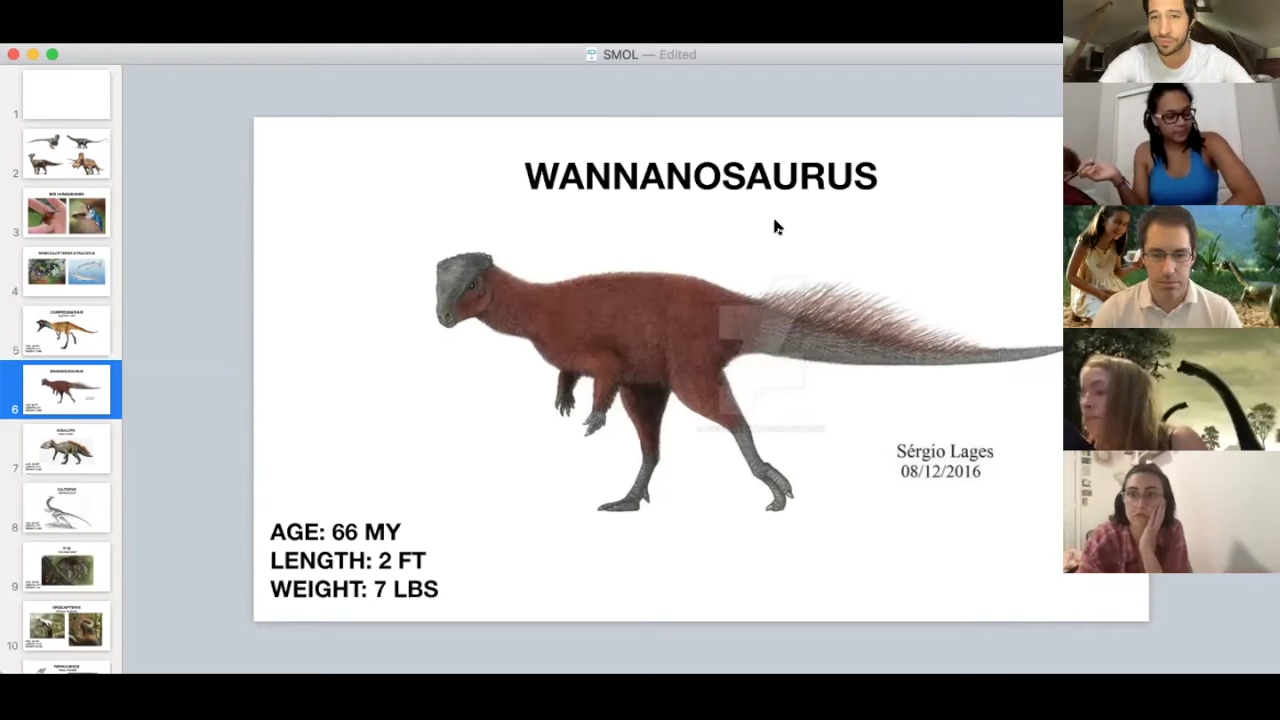 SMOL — Edited
WANNANOSAURUS
Sérgio Lages
08/12/2016
AGE: 66 MY
LENGTH: 2 FT
WEIGHT: 7 LBS
1
2
3
4
5
6
7
8
9
10